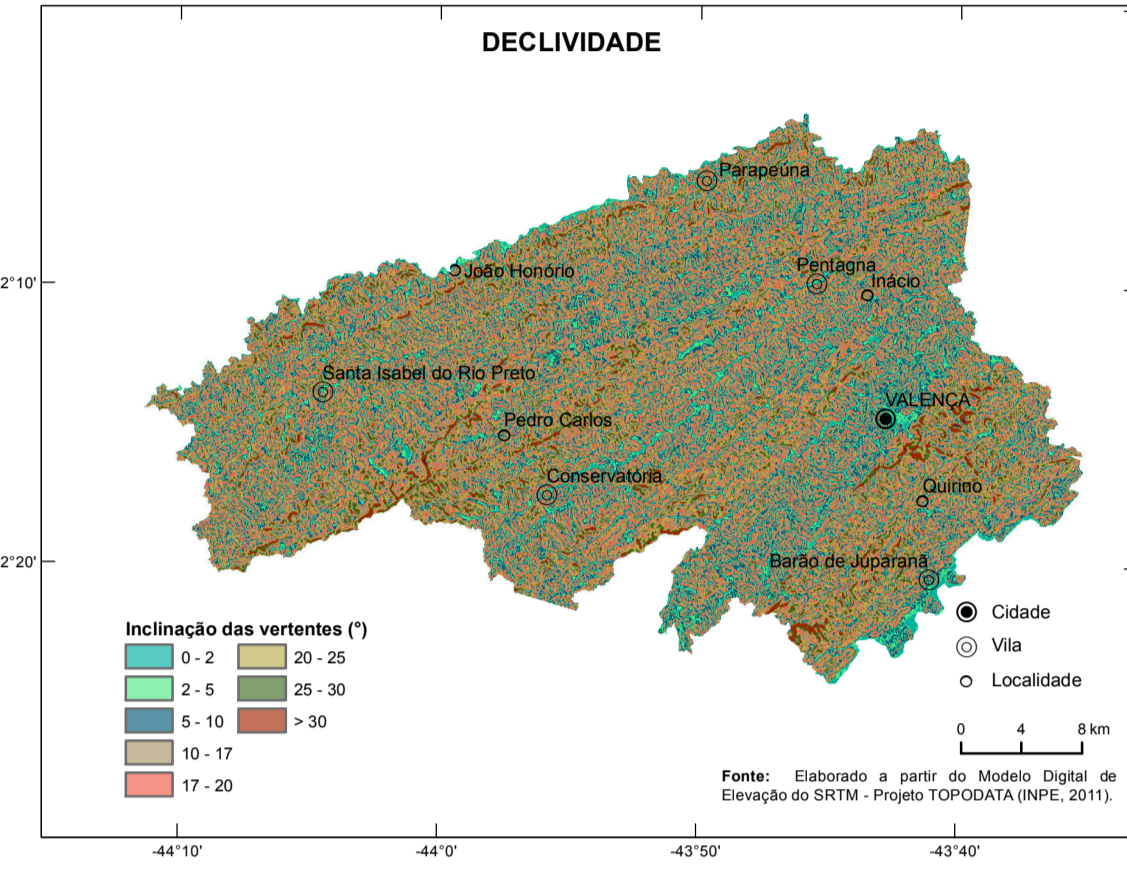 DECLIVIDADE
Parapeúna
Pentagna
João Honório
Inácio
2°10'
Santa Isabel do Rio Preto
VALENÇA
Pedro Carlos
Conservatória
Quirino
2°20'
Barão de Juparanã
Cidade
Inclinação das vertentes (°)
Vila
0 - 2
20 - 25
Localidade
2 - 5
25 - 30
5 - 10
> 30
0 4 8 km
10 - 17
17 - 20
Fonte: Elaborado a partir do Modelo Digital de
Elevação do SRTM - Projeto TOPODATA (INPE, 2011).
-44°10'
-44°0'
-43°50'
-43°40'